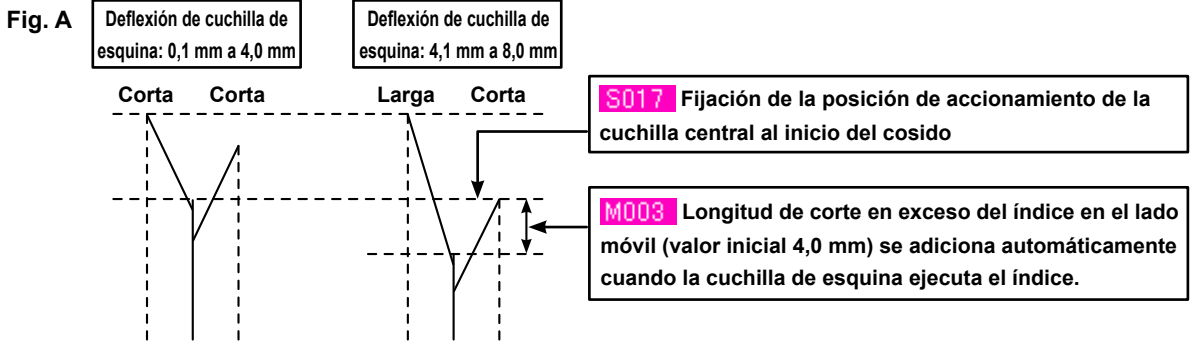 Fig. A
Deflexión de cuchilla de
esquina: 0,1 mm a 4,0 mm
Deflexión de cuchilla de
esquina: 4,1 mm a 8,0 mm
Corta Corta
Larga Corta
S017 Fijación de la posición de accionamiento de la
cuchilla central al inicio del cosido
M003 Longitud de corte en exceso del índice en el lado
móvil (valor inicial 4,0 mm) se adiciona automáticamente
cuando la cuchilla de esquina ejecuta el índice.